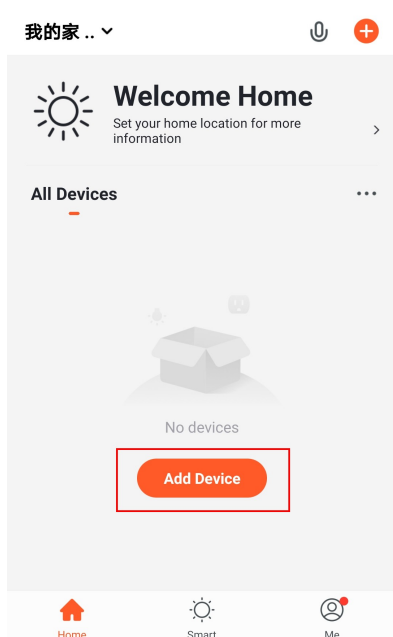 我的家 ..
Welcome Home
Set your home location for more
information
All Devices
No devices
Add Device
Home
Smart
Me